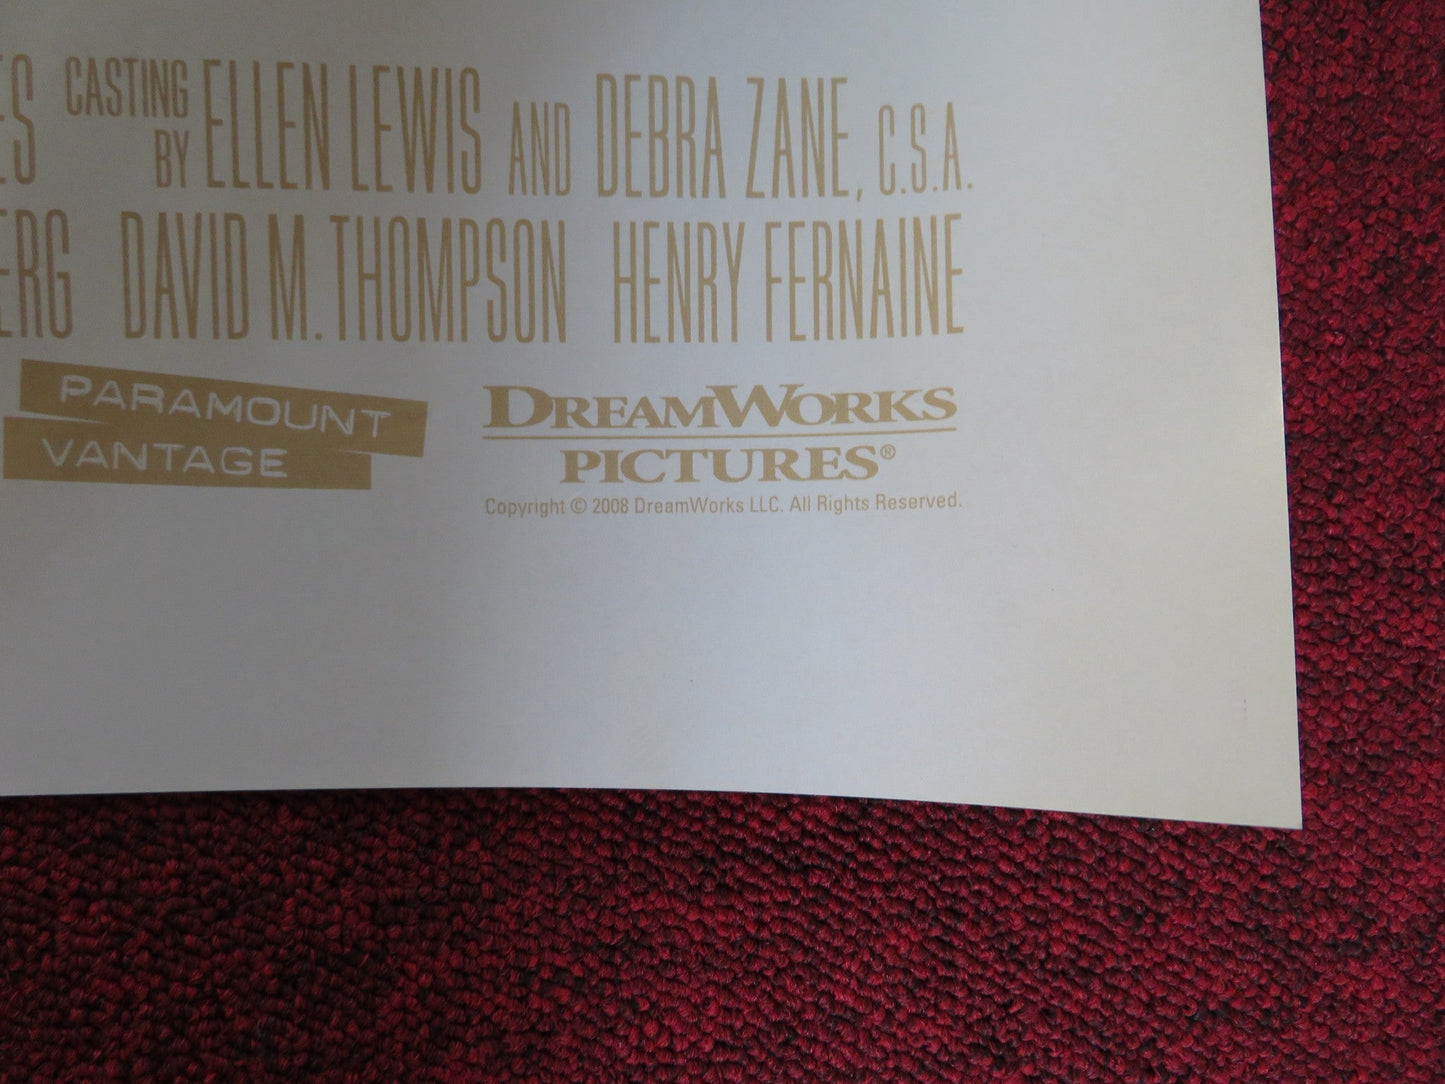 ES CASTING BY ELLEN LEWIS AND DEBRA ZANE, C.S.A.
ERG DAVID M. THOMPSON HENRY FERNAINE
PARAMOUNT
VANTAGE
DREAMWORKS
PICTURES®
Copyright © 2008 DreamWorks LLC. All Rights Reserved.